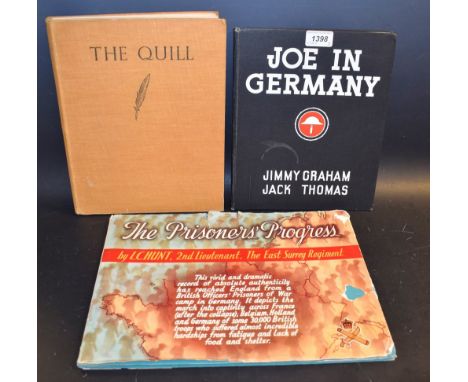 THE QUILL
1398
JOE IN
GERMANY
JIMMY GRAHAM
JACK THOMAS
The Prisoners' Progress
by I.C. HUNT, 2nd Lieutenant, The East Surrey Regiment
This vivid and dramatic
record of absolute authenticity
has reached England from a
British Officers' Prisoners of War
camp in Germany. It depicts the
march into captivity across France
(after the collapse), Belgium, Holland
and Germany of some 30,000 British
troops who suffered almost incredible
hardships from fatigue and lack of
food and shelter.